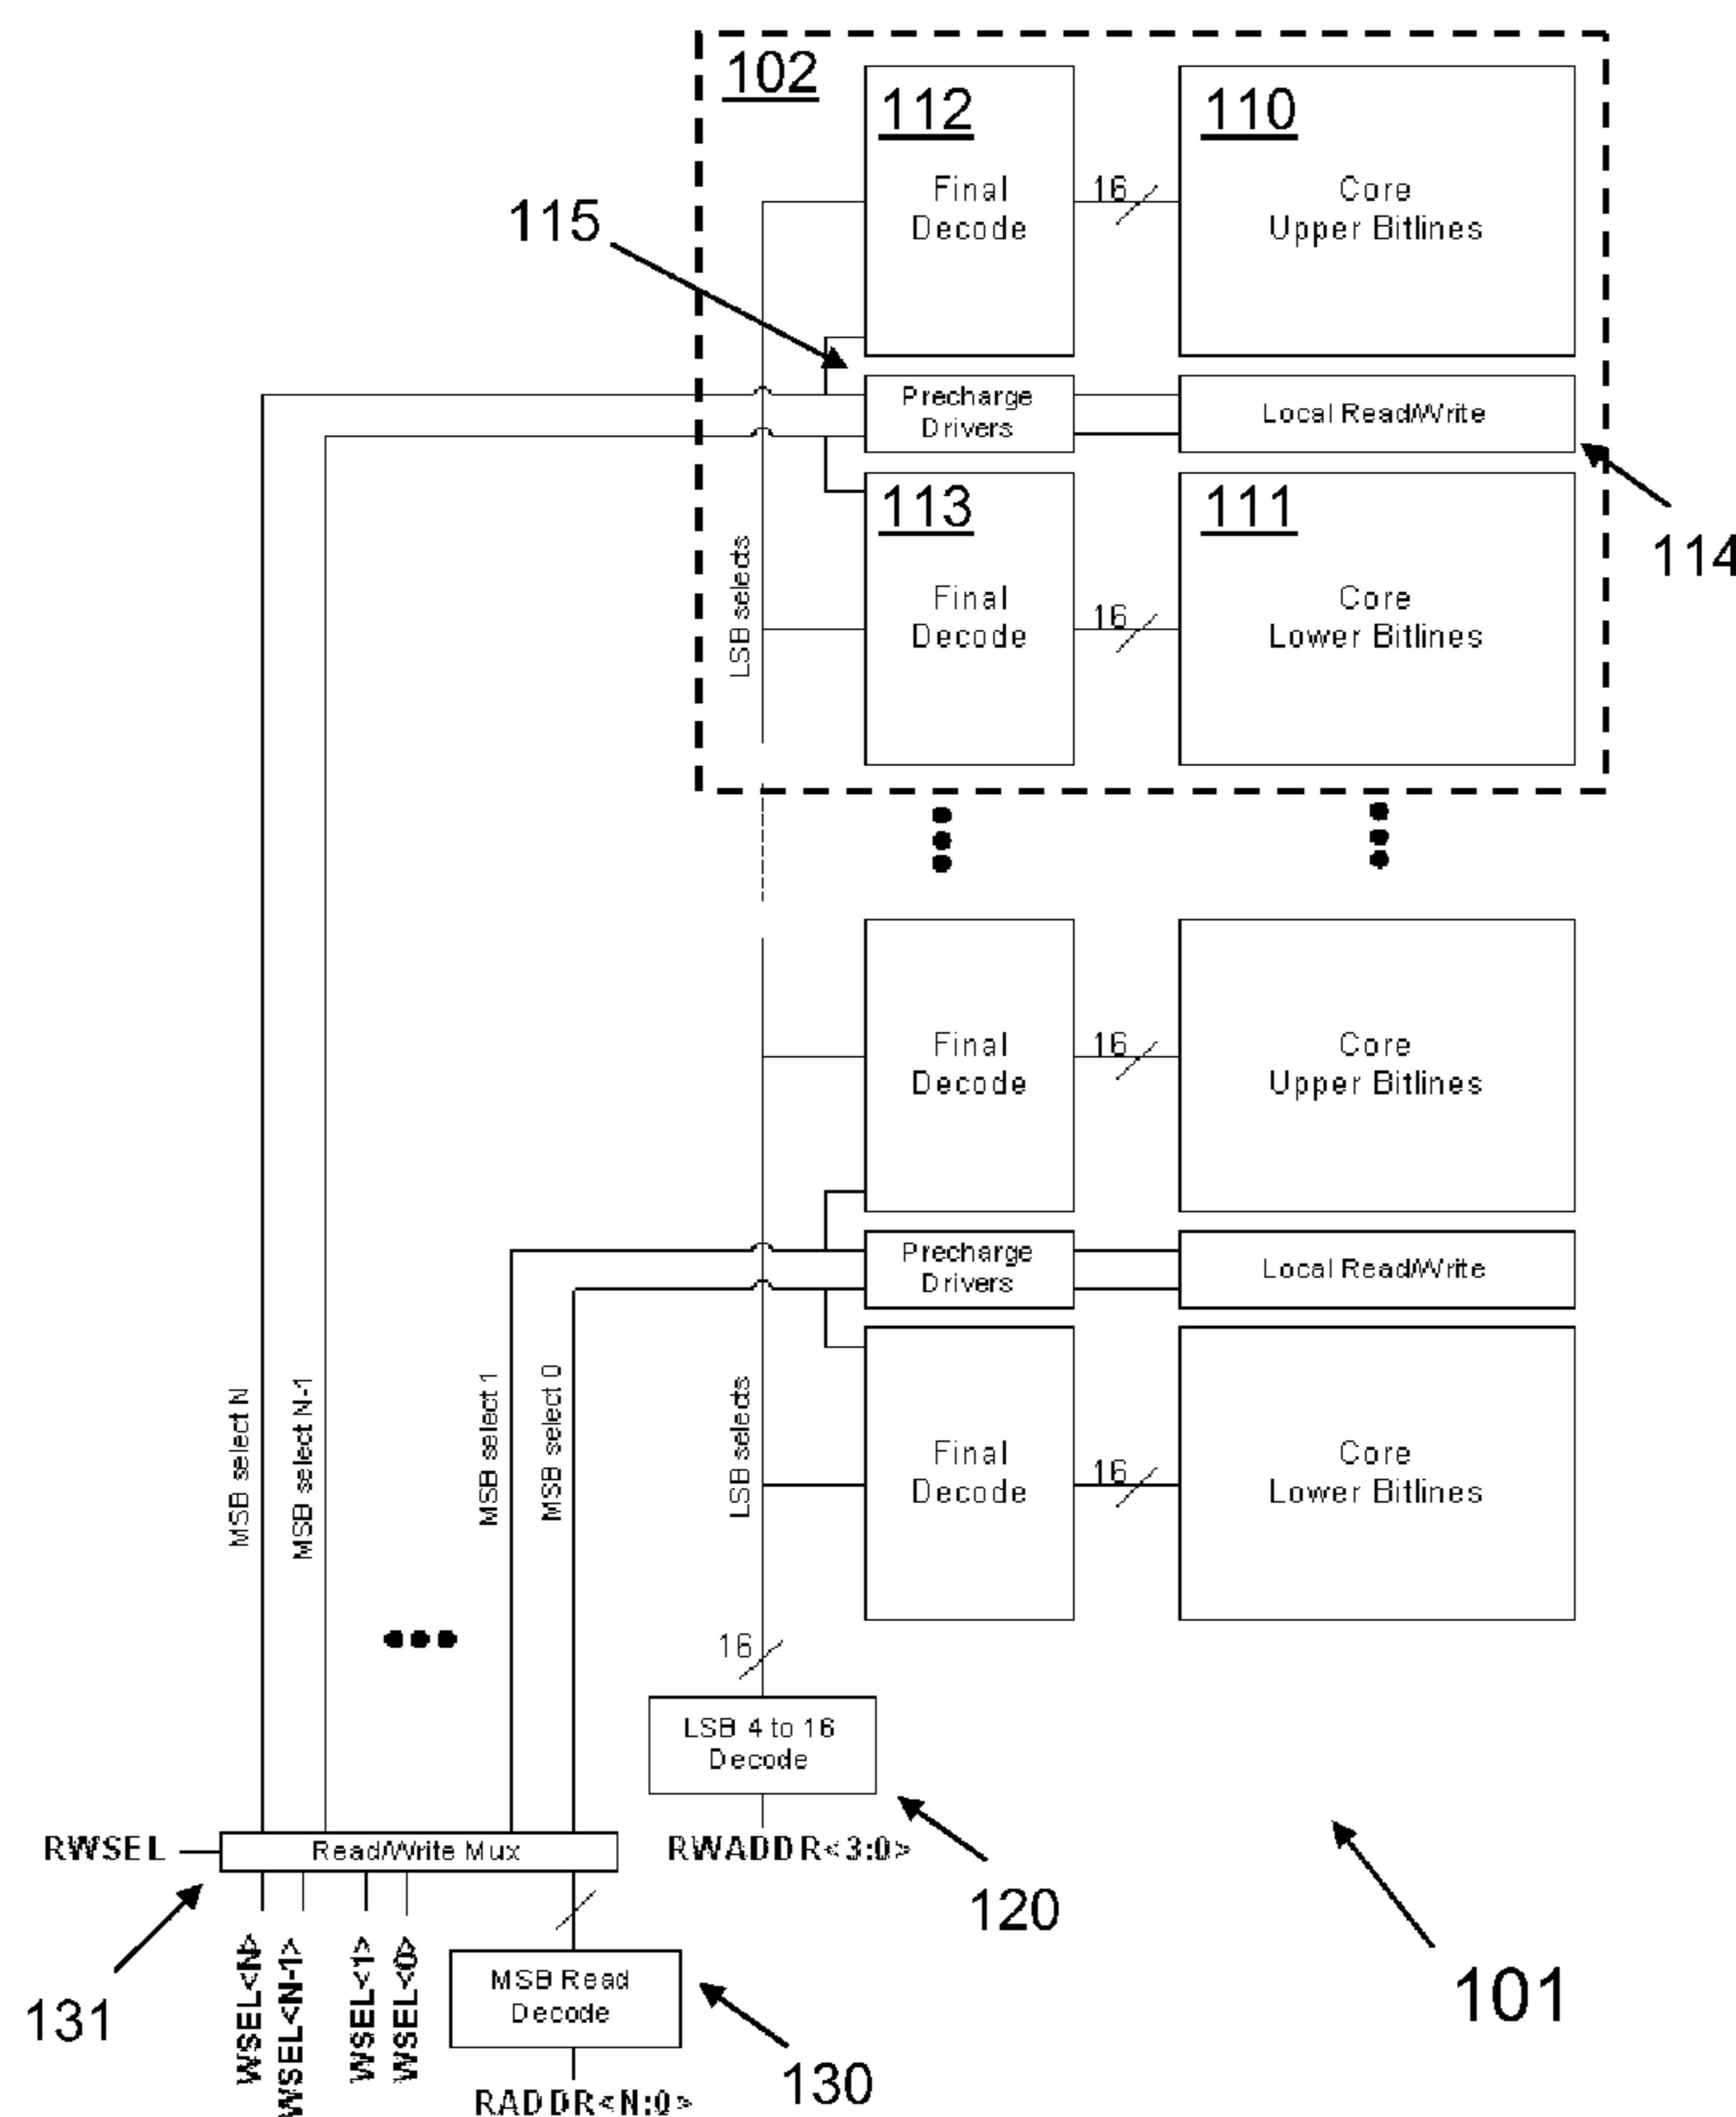 102
112
Final
Decode
16
110
Core
Upper Bitlines
115
Precharge
Drivers
Local Read/Write
114
113
Final
Decode
16
111
Core
Lower Bitlines
LSB selects
Final
Decode
16
Core
Upper Bitlines
Precharge
Drivers
Local Read/Write
Final
Decode
16
Core
Lower Bitlines
MSB select N
MSB select N-1
MSB select 1
MSB select 0
LSB selects
16
LSB 4 to 16
Decode
RWSEL
Read/Write Mux
RWADDR<3:0>
120
101
131
WSEL<N>
WSEL<N-1>
WSEL<1>
WSEL<0>
MSB Read
Decode
130
RADDR<N:0>